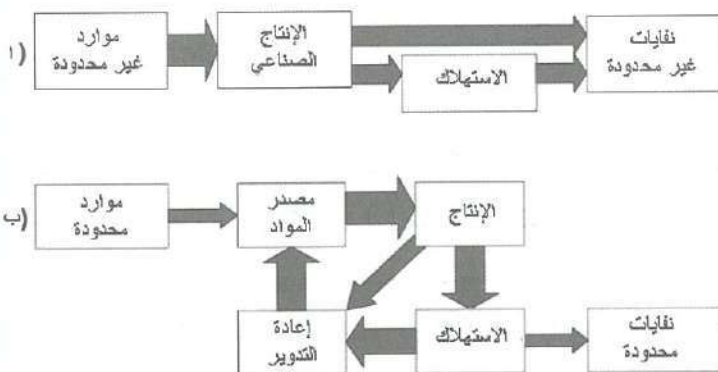 أ)
موارد
غير محدودة
الإنتاج
الصناعي
الاستهلاك
نفايات
غير محدودة
ب)
موارد
محدودة
مصدر
المواد
الإنتاج
إعادة
التدوير
الاستهلاك
نفايات
محدودة